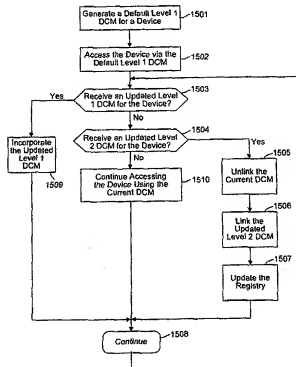 Generate a Default Level 1
DCM for a Device
1501
Access the Device via the
Default Level 1 DCM
1502
Yes
Receive an Updated Level
1 DCM for the Device?
1503
No
Receive an Updated Level
2 DCM for the Device?
1504
Yes
No
Incorporate
the Updated
Level 1
DCM
1509
Continue Accessing
the Device Using the
Current DCM
1510
Unlink the
Current DCM
1505
Link the
Updated
Level 2 DCM
1506
Update the
Registry
1507
Continue
1508